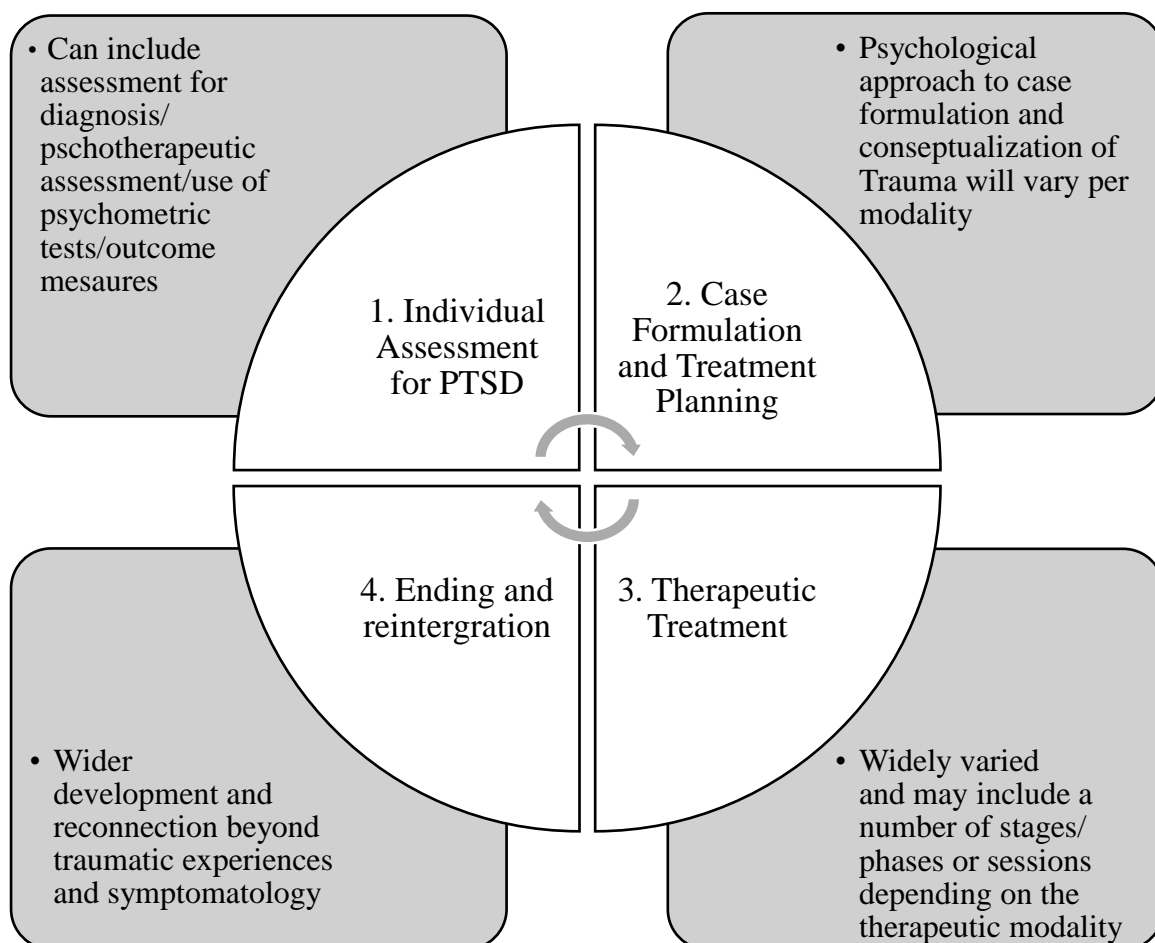 • Can include
assessment for
diagnosis/
pschotherapeutic
assessment/use of
psychometric
tests/outcome
mesaures
• Psychological
approach to case
formulation and
conseptualization of
Trauma will vary per
modality
1. Individual
Assessment
for PTSD
2. Case
Formulation
and Treatment
Planning
4. Ending and
reintergration
3. Therapeutic
Treatment
• Wider
development and
reconnection beyond
traumatic experiences
and symptomatology
• Widely varied
and may include a
number of stages/
phases or sessions
depending on the
therapeutic modality